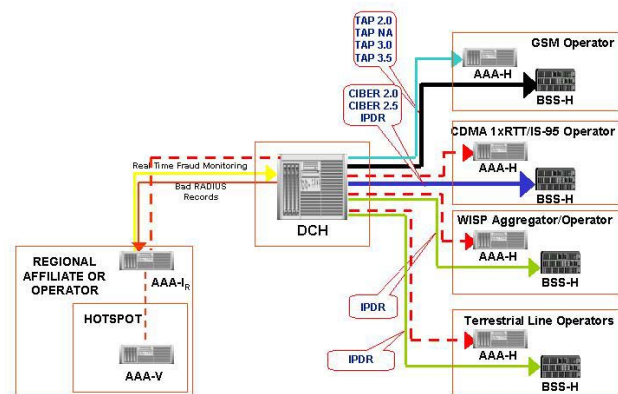 TAP 2.0
TAP NA
TAP 3.0
TAP 3.5
GSM Operator
AAA-H
BSS-H
CIBER 2.0
CIBER 2.5
IPDR
CDMA 1xRTT/IS-95 Operator
AAA-H
BSS-H
Real Time Fraud Monitoring
Bad RADIUS
Records
DCH
WISP Aggregator/Operator
AAA-H
BSS-H
REGIONAL
AFFILIATE OR
OPERATOR
AAA-IR
HOTSPOT
AAA-V
IPDR
IPDR
Terrestrial Line Operators
AAA-H
BSS-H